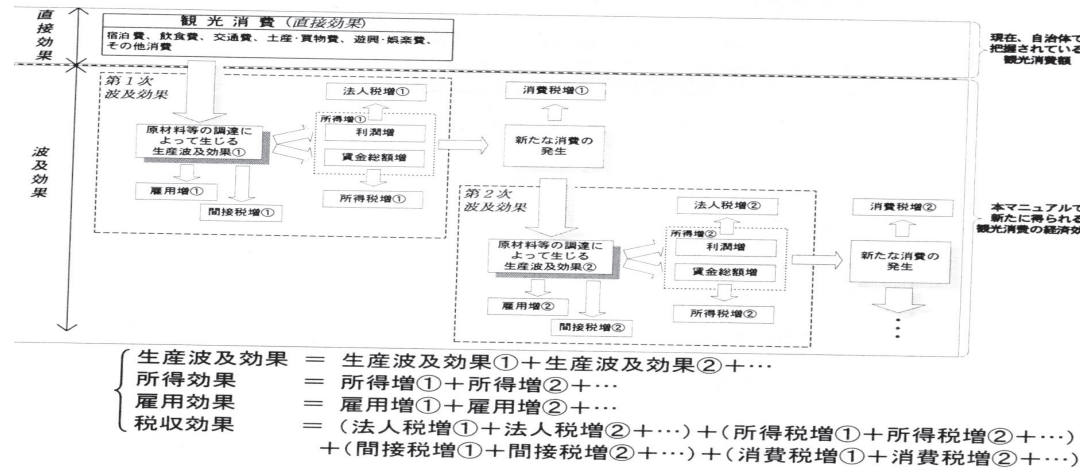 直接効果
観光消費(直接効果)
宿泊費、飲食費、交通費、土産・買物費、遊興・娯楽費、
その他消費
現在、自治体で
把握されている
観光消費額
波及効果
第1次
波及効果
法人税増①
消費税増①
原材料等の調達に
よって生じる
生産波及効果①
所得増①
利潤増
賃金総額増
新たな消費の
発生
雇用増①
間接税増①
所得税増①
第2次
波及効果
法人税増②
消費税増②
本マニュアルで
新たに得られる
観光消費の経済効
原材料等の調達に
よって生じる
生産波及効果②
所得増②
利潤増
賃金総額増
新たな消費の
発生
雇用増②
間接税増②
所得税増②
生産波及効果 = 生産波及効果①+生産波及効果②+…
所得効果 = 所得増①+所得増②+…
雇用効果 = 雇用増①+雇用増②+…
税収効果 = (法人税増①+法人税増②+…)+(所得税増①+所得税増②+…)
+(間接税増①+間接税増②+…)+(消費税増①+消費税増②+…)